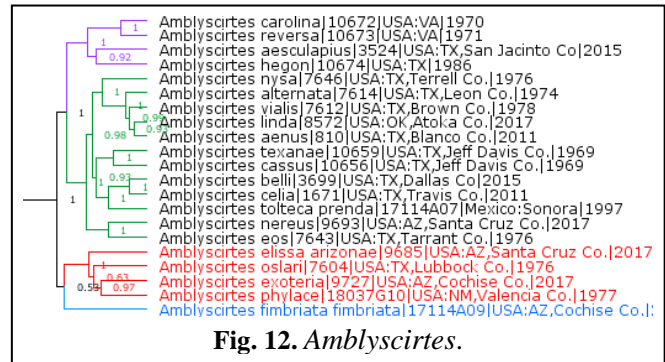 Amblyscirtes carolina|10672|USA:VA|1970
1
Amblyscirtes reversa|10673|USA:VA|1971
1
Amblyscirtes aesculapius|3524|USA:TX,San Jacinto Co|2015
0.92
Amblyscirtes hegon|10674|USA:TX|1986
Amblyscirtes nysa|7646|USA:TX,Terrell Co.|1976
1
Amblyscirtes alternata|7614|USA:TX,Leon Co.|1974
1
Amblyscirtes vialis|7612|USA:TX,Brown Co.|1978
1
0.99
Amblyscirtes linda|8572|USA:OK,Atoka Co.|2017
0.98
0.93
Amblyscirtes aenus|810|USA:TX,Blanco Co.|2011
Amblyscirtes texanae|10659|USA:TX,Jeff Davis Co.|1969
1
Amblyscirtes cassus|10656|USA:TX,Jeff Davis Co.|1969
0.93
Amblyscirtes belli|3699|USA:TX,Dallas Co|2015
1
1
Amblyscirtes celia|1671|USA:TX,Travis Co.|2011
1
Amblyscirtes tolteca prenda|17114A07|Mexico:Sonora|1997
Amblyscirtes nereus|9693|USA:AZ,Santa Cruz Co.|2017
1
Amblyscirtes eos|7643|USA:TX,Tarrant Co.|1976
Amblyscirtes elissa arizonae|9685|USA:AZ,Santa Cruz Co.|2017
1
Amblyscirtes oslari|7604|USA:TX,Lubbock Co.|1976
0.63
Amblyscirtes exoteria|9727|USA:AZ,Cochise Co.|2017
0.53
0.97
Amblyscirtes phylace|18037G10|USA:NM,Valencia Co.|1977
Amblyscirtes fimbriata fimbriata|17114A09|USA:AZ,Cochise Co.|
Fig. 12. Amblyscirtes.